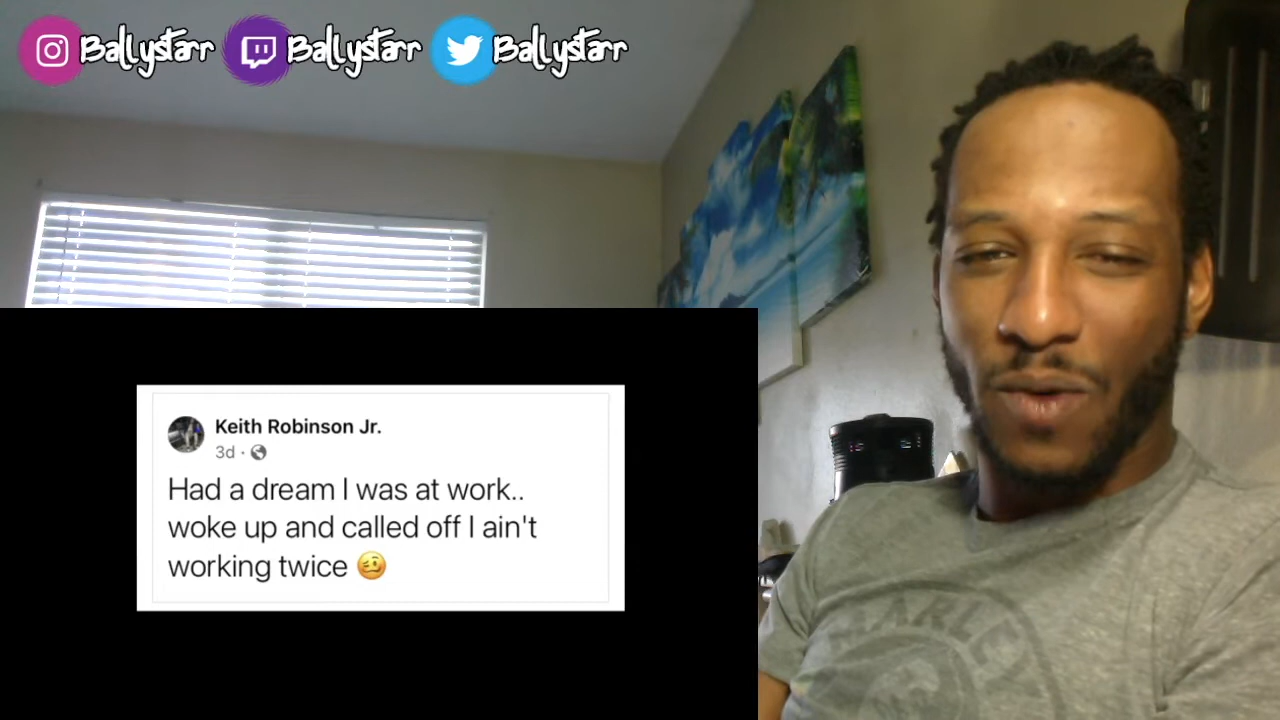 Ballystarr Ballystarr Ballystarr
Keith Robinson Jr.
3d ·
Had a dream I was at work..
woke up and called off I ain't
working twice 🥴
MARLEY